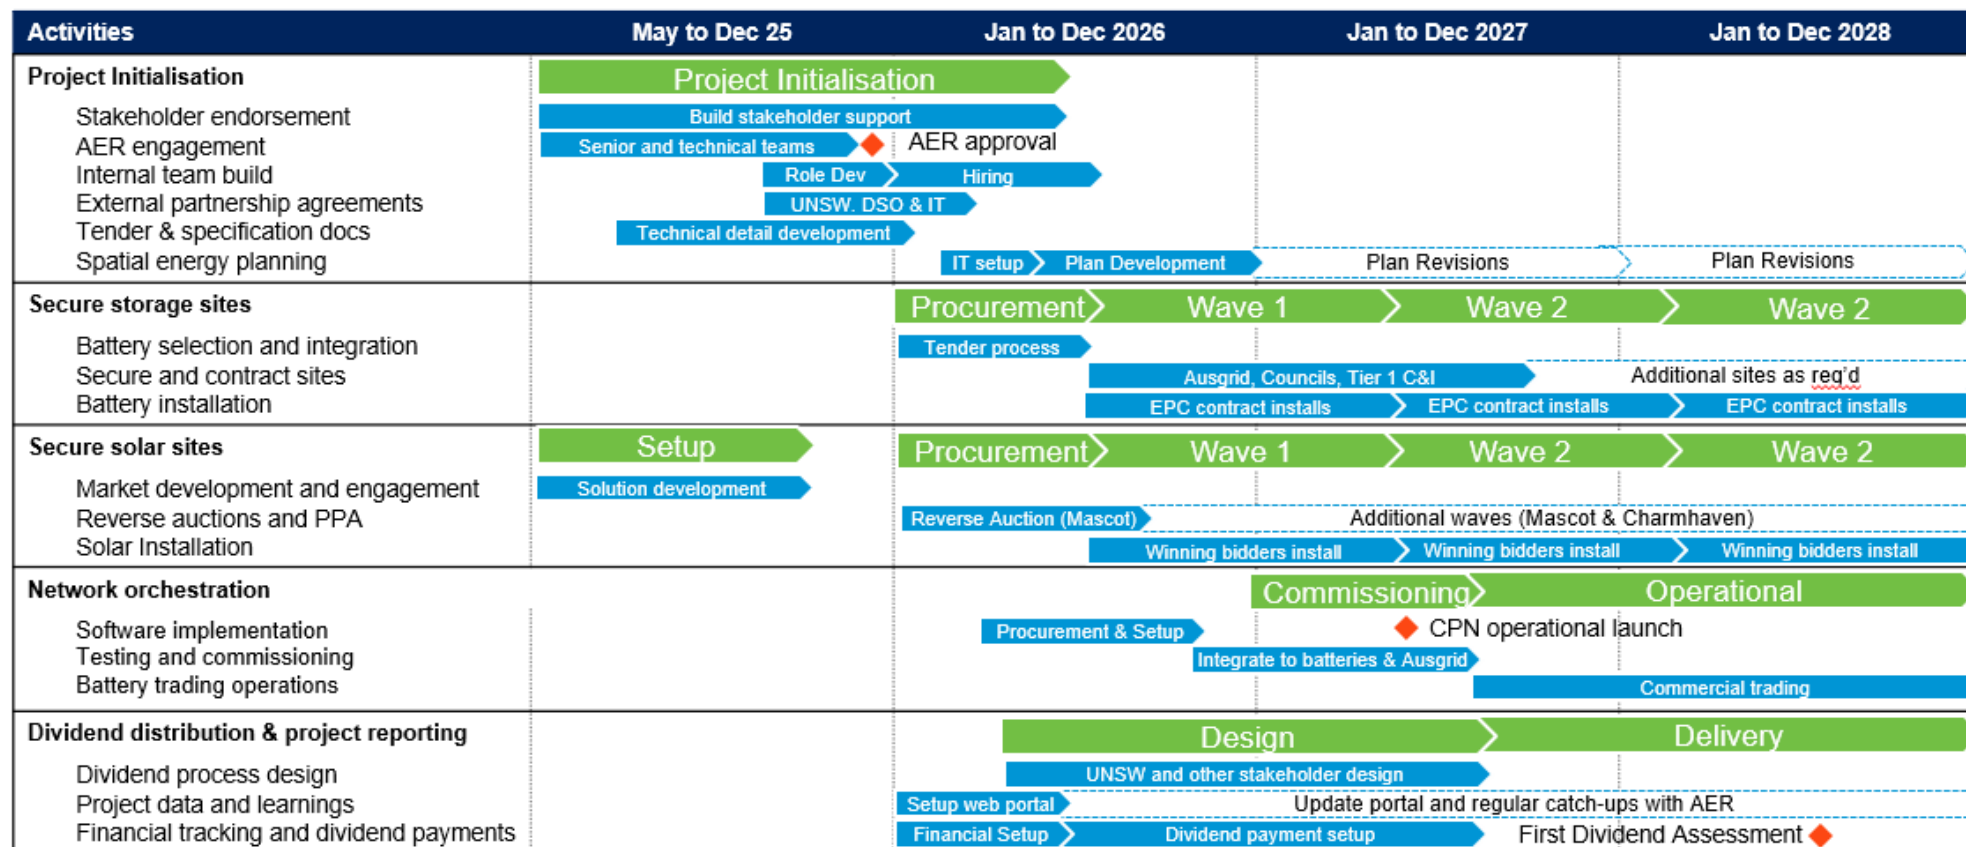 Activities May to Dec 25 Jan to Dec 2026 Jan to Dec 2027 Jan to Dec 2028
Project Initialisation Project Initialisation
Stakeholder endorsement Build stakeholder support
AER engagement Senior and technical teams AER approval
Internal team build Role Dev Hiring
External partnership agreements UNSW. DSO & IT
Tender & specification docs Technical detail development
Spatial energy planning IT setup Plan Development Plan Revisions Plan Revisions
Secure storage sites Procurement Wave 1 Wave 2 Wave 2
Battery selection and integration Tender process
Secure and contract sites Ausgrid, Councils, Tier 1 C&I Additional sites as req'd
Battery installation EPC contract installs EPC contract installs EPC contract installs
Secure solar sites Setup Procurement Wave 1 Wave 2 Wave 2
Market development and engagement Solution development
Reverse auctions and PPA Reverse Auction (Mascot) Additional waves (Mascot & Charmhaven)
Solar Installation Winning bidders install Winning bidders install Winning bidders install
Network orchestration Commissioning Operational
Software implementation Procurement & Setup CPN operational launch
Testing and commissioning Integrate to batteries & Ausgrid
Battery trading operations Commercial trading
Dividend distribution & project reporting Design Delivery
Dividend process design UNSW and other stakeholder design
Project data and learnings Setup web portal Update portal and regular catch-ups with AER
Financial tracking and dividend payments Financial Setup Dividend payment setup First Dividend Assessment